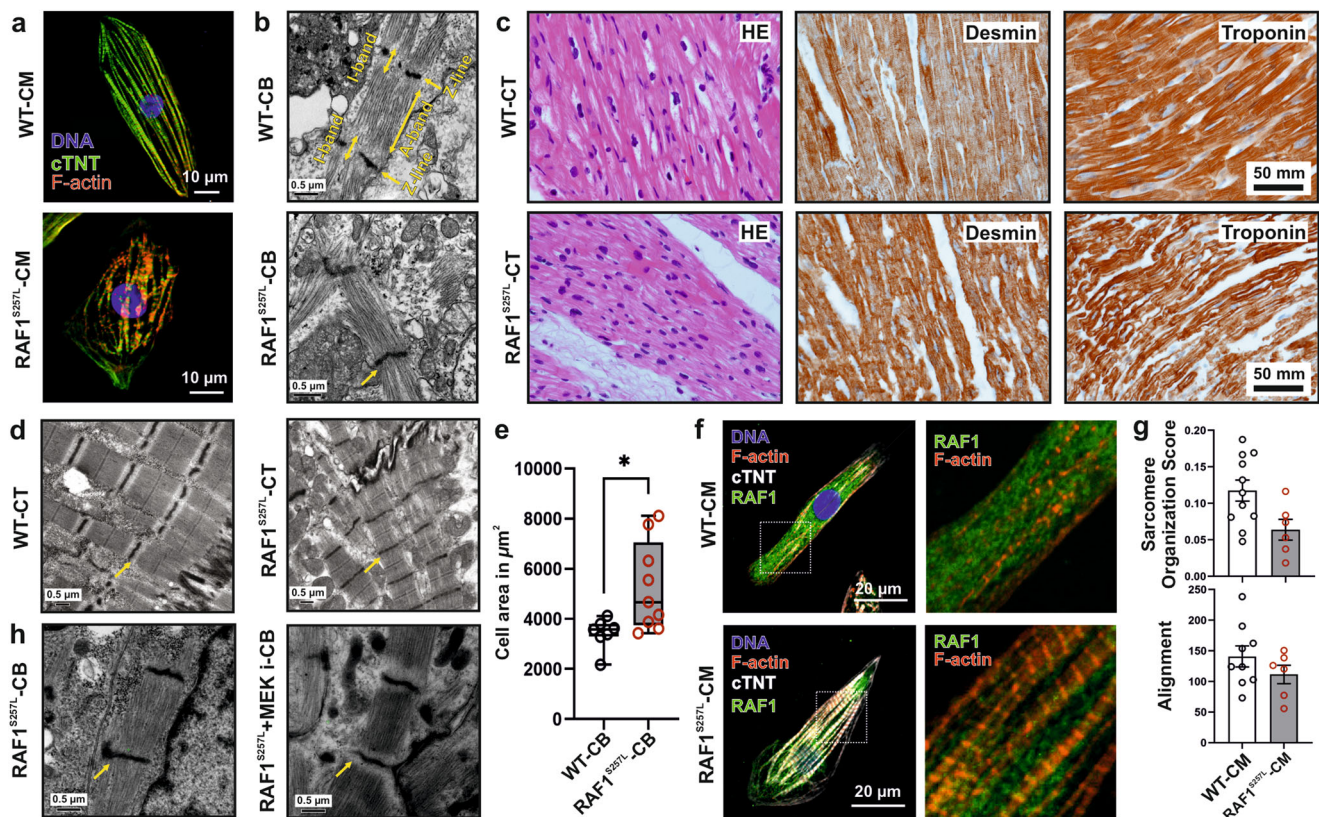 a
WT-CM
DNA
cTNT
F-actin
10 µm
RAF1S257L-CM
10 µm
b
WT-CB
I-band
Z-line
A-band
I-band
Z-line
0.5 µm
RAF1S257L-CB
0.5 µm
c
WT-CT
HE
Desmin
Troponin
50 mm
RAF1S257L-CT
HE
Desmin
Troponin
50 mm
d
WT-CT
0.5 µm
RAF1S257L-CT
0.5 µm
e
Cell area in µm2
10000
8000
6000
4000
2000
0
*
WT-CB
RAF1S257L-CB
f
WT-CM
DNA
F-actin
cTNT
RAF1
20 µm
RAF1
F-actin
RAF1S257L-CM
DNA
F-actin
cTNT
RAF1
20 µm
RAF1
F-actin
g
Sarcomere
Organization Score
0.20
0.15
0.10
0.05
0.00
Alignment
250
200
150
100
50
0
WT-CM
RAF1S257L-CM
h
RAF1S257L-CB
0.5 µm
RAF1S257L+MEK i-CB
0.5 µm